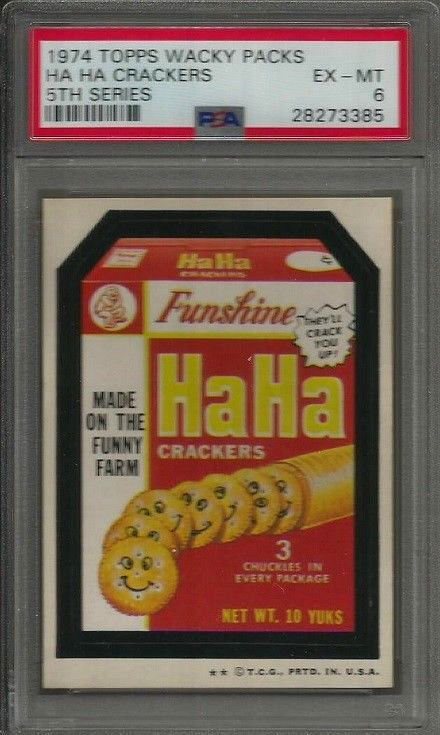 1974 TOPPS WACKY PACKS
HA HA CRACKERS EX-MT
5TH SERIES 6
PSA 28273385
HaHa
CRACKERS
Funshine
THEY'LL
CRACK
YOU
UP!
HaHa
CRACKERS
MADE
ON THE
FUNNY
FARM
3
CHUCKLES IN
EVERY PACKAGE
NET WT. 10 YUKS
★★ ©T.C.G., PRTD. IN U.S.A.